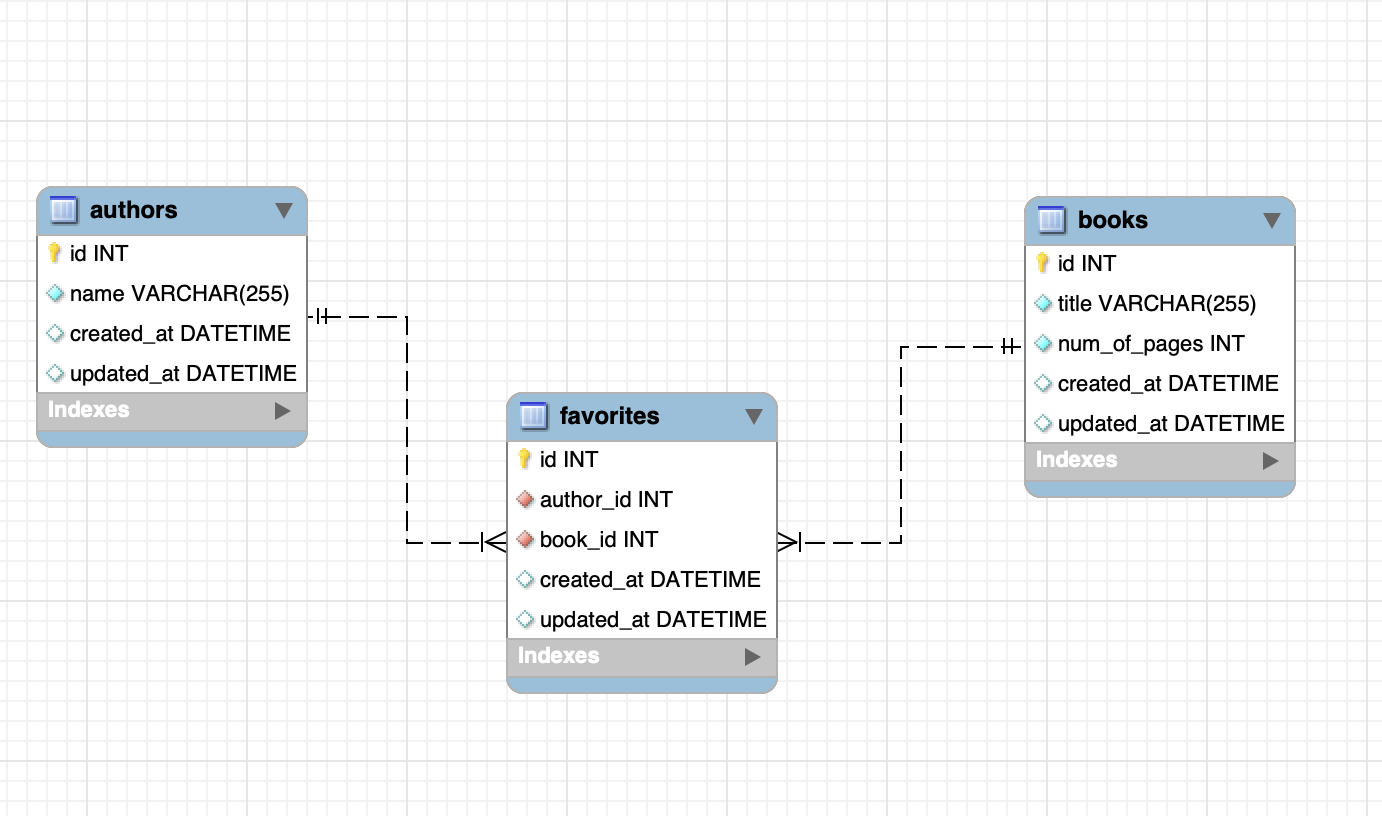 authors
id INT
name VARCHAR(255)
created_at DATETIME
updated_at DATETIME
Indexes
favorites
id INT
author_id INT
book_id INT
created_at DATETIME
updated_at DATETIME
Indexes
books
id INT
title VARCHAR(255)
num_of_pages INT
created_at DATETIME
updated_at DATETIME
Indexes